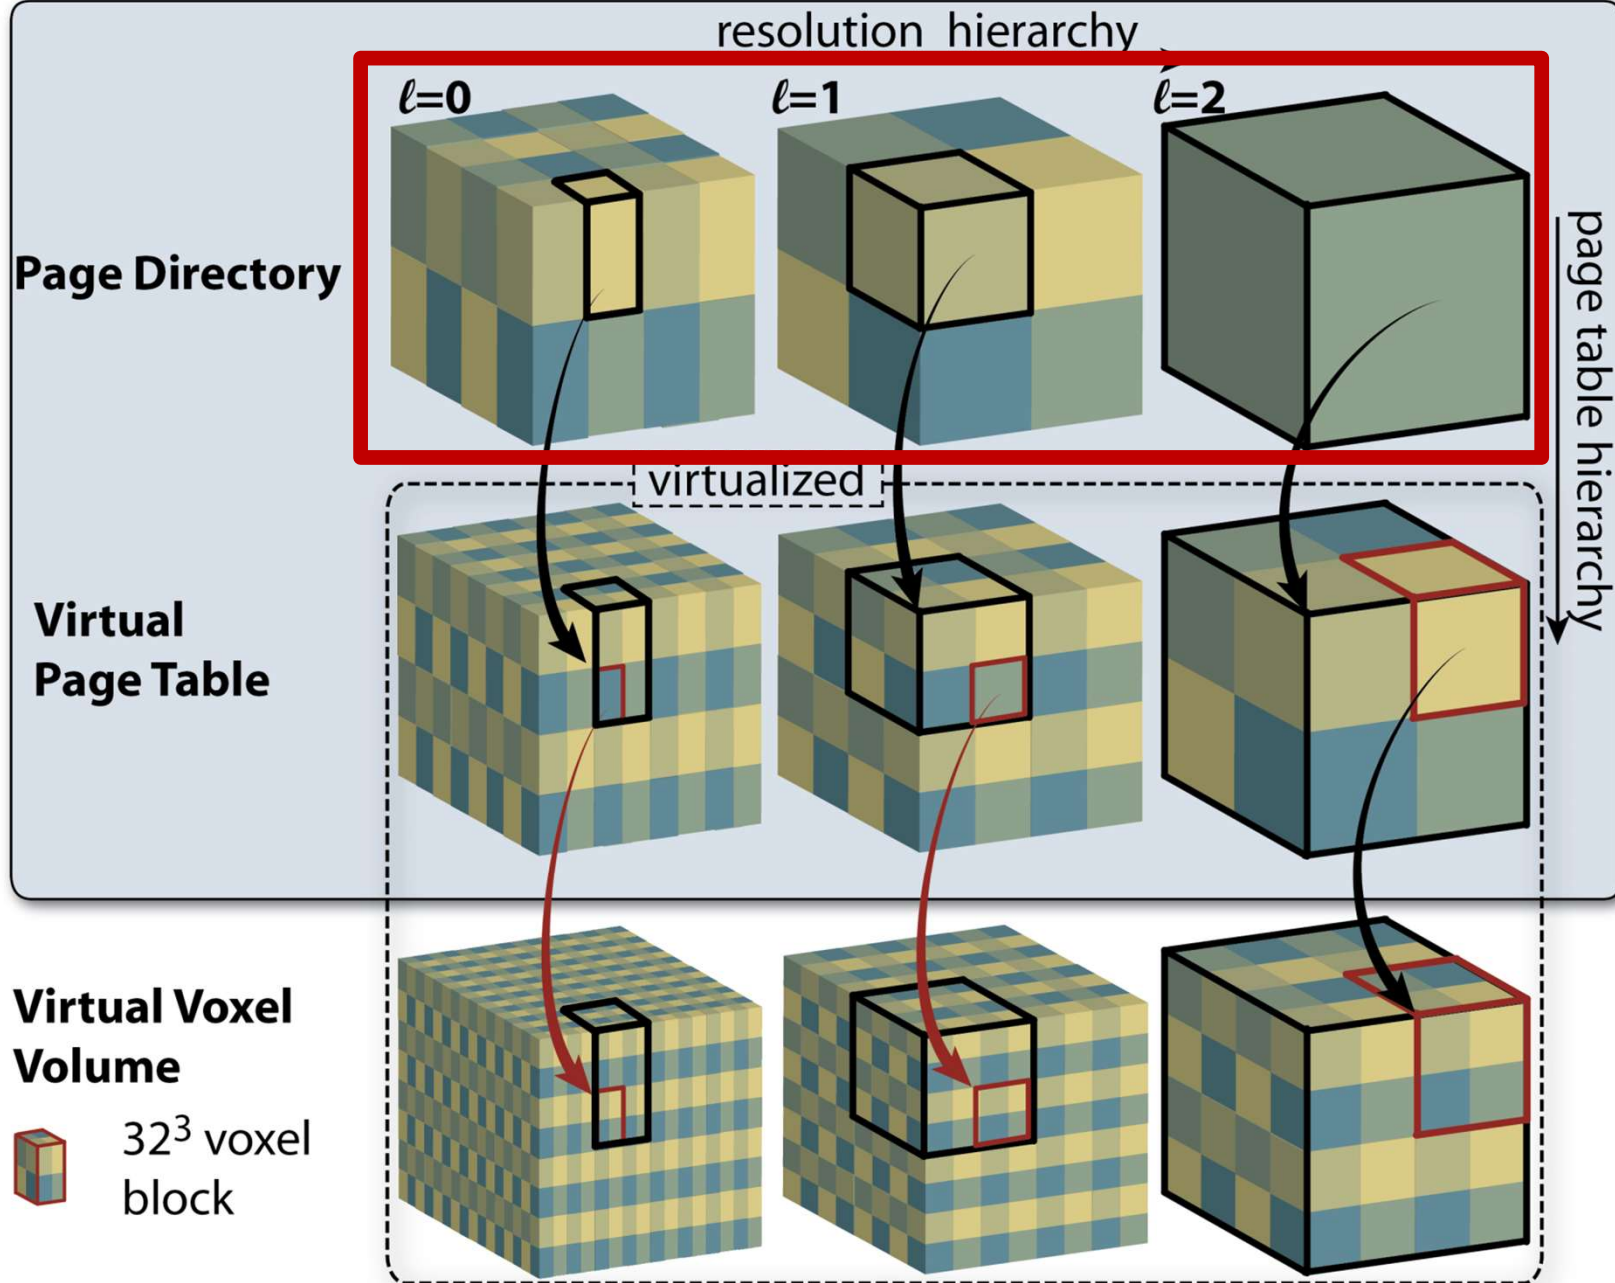 resolution hierarchy
ℓ=0
ℓ=1
ℓ=2
Page Directory
page table hierarchy
virtualized
Virtual
Page Table
Virtual Voxel
Volume
32³ voxel
block